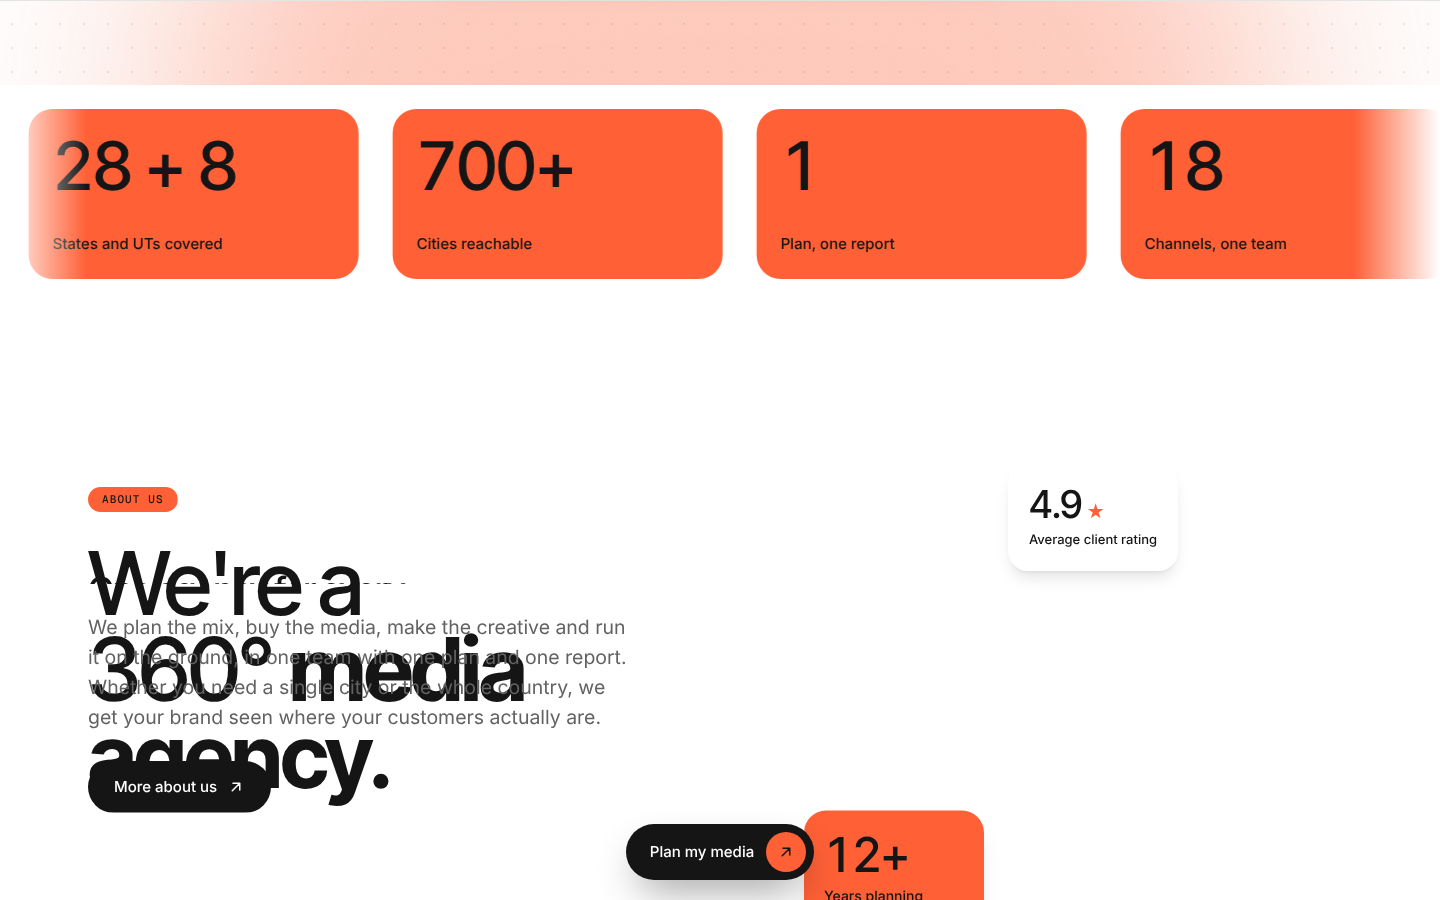 28 + 8
States and UTs covered
700+
Cities reachable
1
Plan, one report
18
Channels, one team
ABOUT US
We're a
360° media
agency.
We plan the mix, buy the media, make the creative and run
it on the ground, in one team with one plan and one report.
Whether you need a single city or the whole country, we
get your brand seen where your customers actually are.
More about us
4.9 ★
Average client rating
Plan my media
12+
Years planning